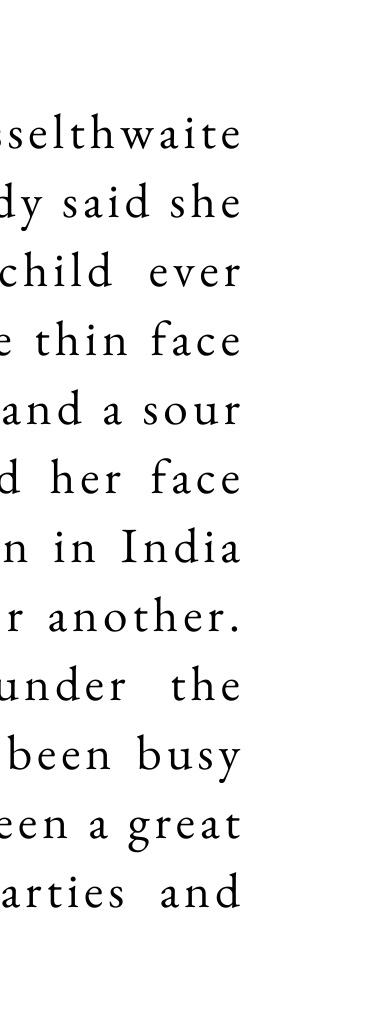 sselthwaite
dy said she
child ever
e thin face
and a sour
d her face
n in India
r another.
under the
been busy
een a great
arties and